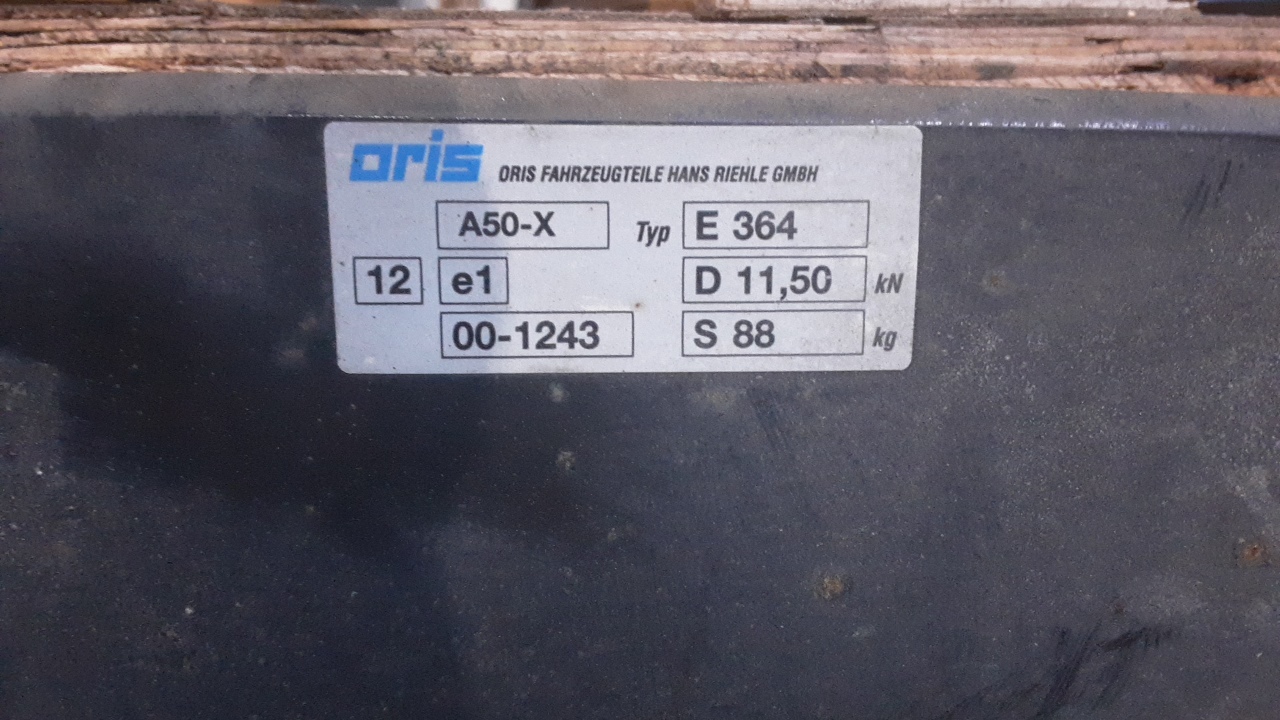 oris ORIS FAHRZEUGTEILE HANS RIEHLE GMBH
A50-X Typ E 364
12 e1 D 11,50 kN
00-1243 S 88 kg